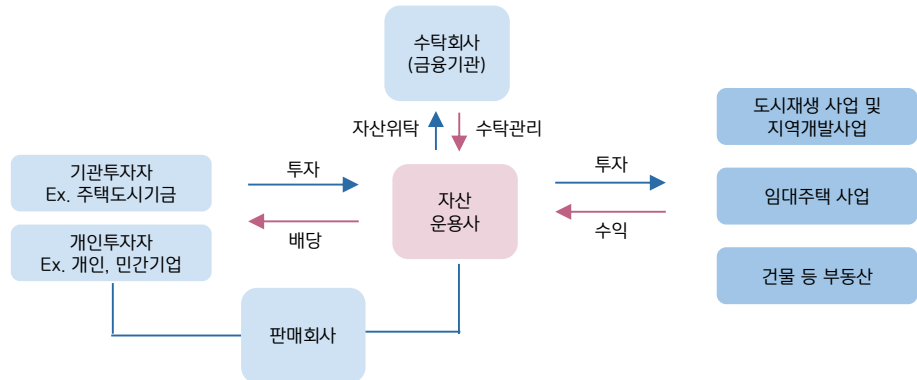 수탁회사
(금융기관)
자산위탁
수탁관리
도시재생 사업 및
지역개발사업
기관투자자
Ex. 주택도시기금
투자
자산
운용사
투자
임대주택 사업
개인투자자
Ex. 개인, 민간기업
배당
수익
건물 등 부동산
판매회사